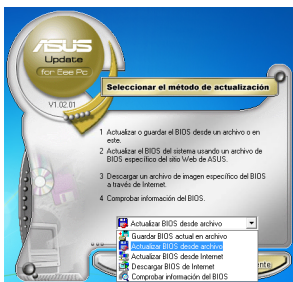 ASUS
Update
for Eee Pc
V1.02.01
Seleccionar el método de actualización
1 Actualizar o guardar el BIOS desde un archivo o en
este.
2 Actualizar el BIOS del sistema usando un archivo de
BIOS específico del sitio Web de ASUS.
3 Descargar un archivo de imagen específico del BIOS
a través de Internet.
4 Comprobar información del BIOS.
Actualizar BIOS desde archivo
Guardar BIOS actual en archivo
Actualizar BIOS desde archivo
Actualizar BIOS desde Internet
Descargar BIOS de Internet
Comprobar información del BIOS